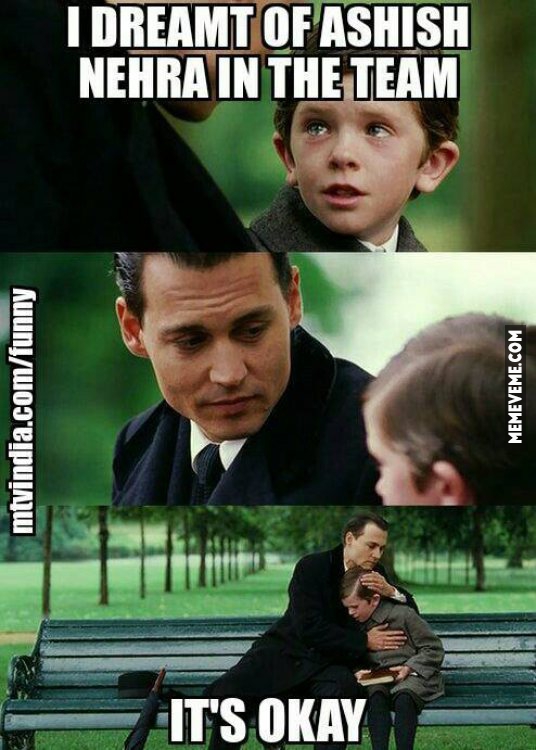 I DREAMT OF ASHISH
NEHRA IN THE TEAM
mtvindia.com/funny
MEMEVEME.COM
IT'S OKAY